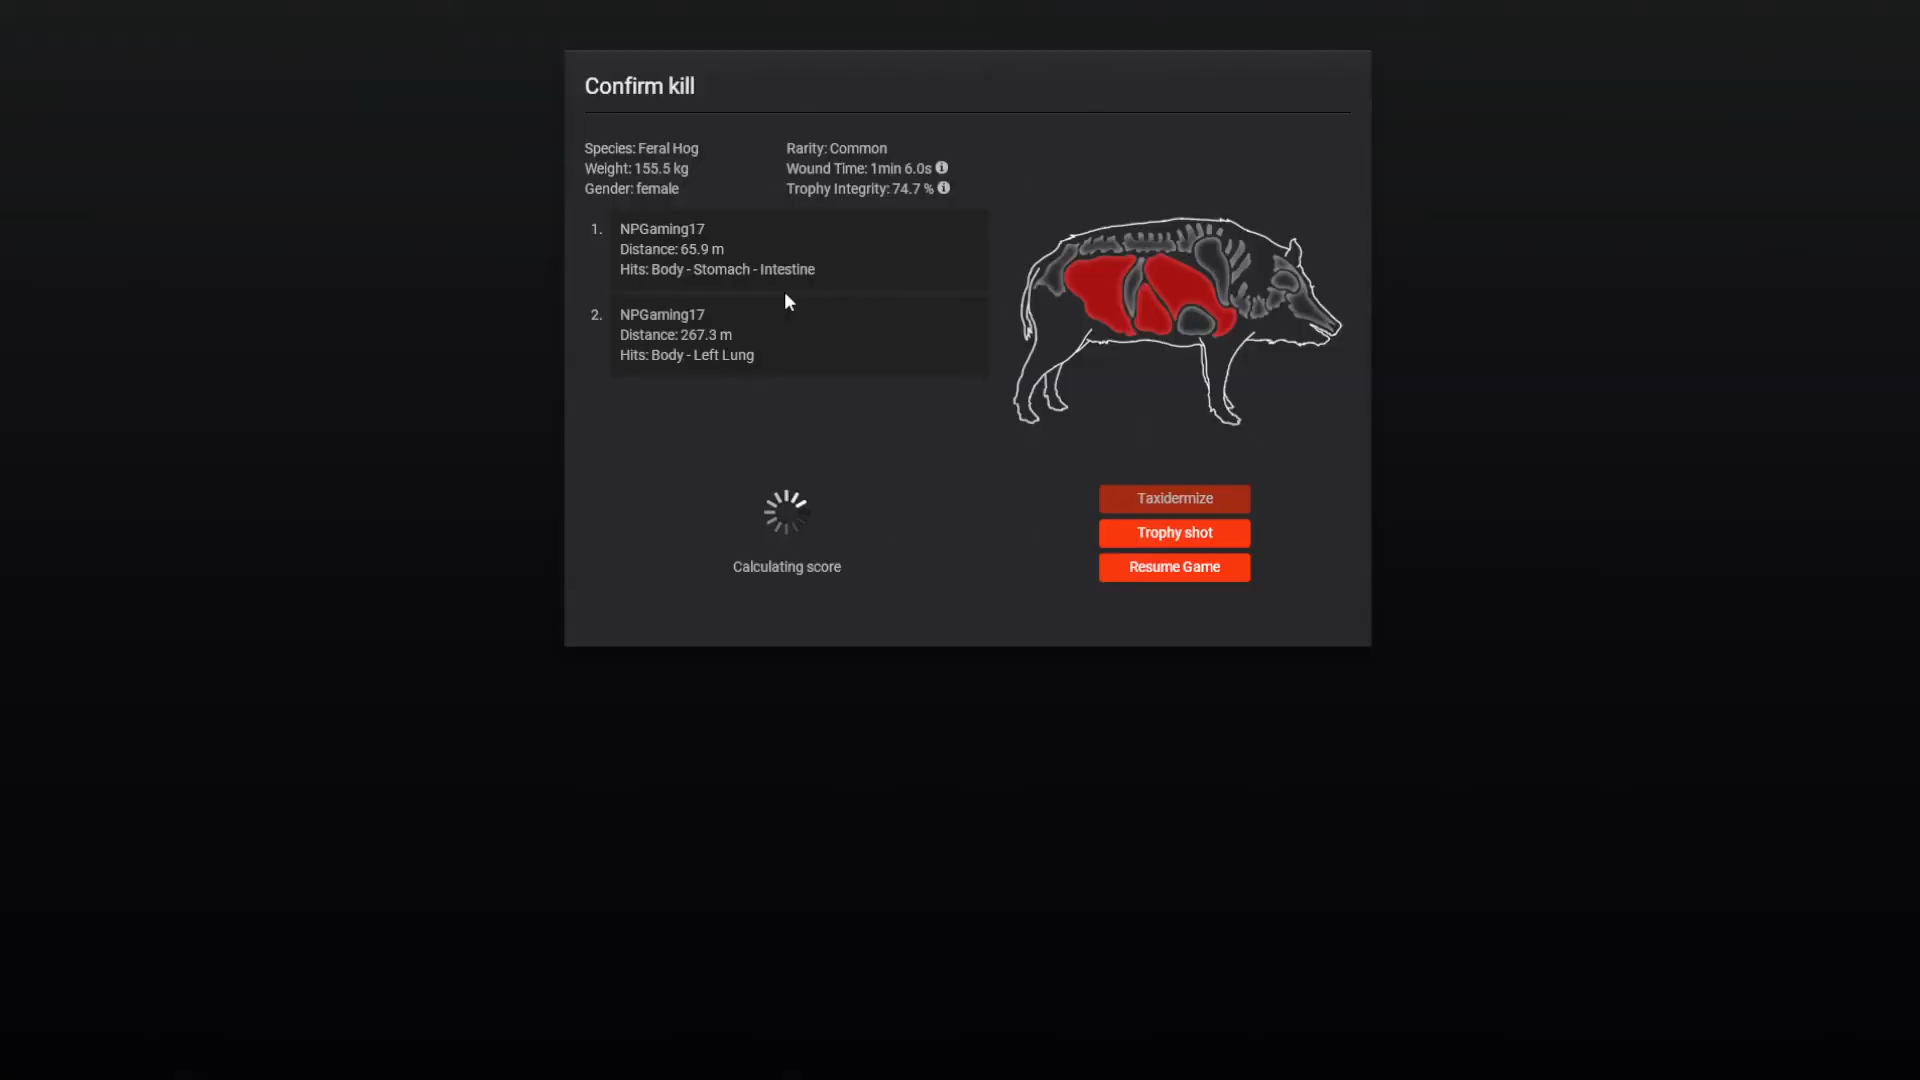 Confirm kill
Species: Feral Hog
Rarity: Common
Weight: 155.5 kg
Wound Time: 1min 6.0s
Gender: female
Trophy Integrity: 74.7 %
1. NPGaming17
Distance: 65.9 m
Hits: Body - Stomach - Intestine
2. NPGaming17
Distance: 267.3 m
Hits: Body - Left Lung
Calculating score
Taxidermize
Trophy shot
Resume Game